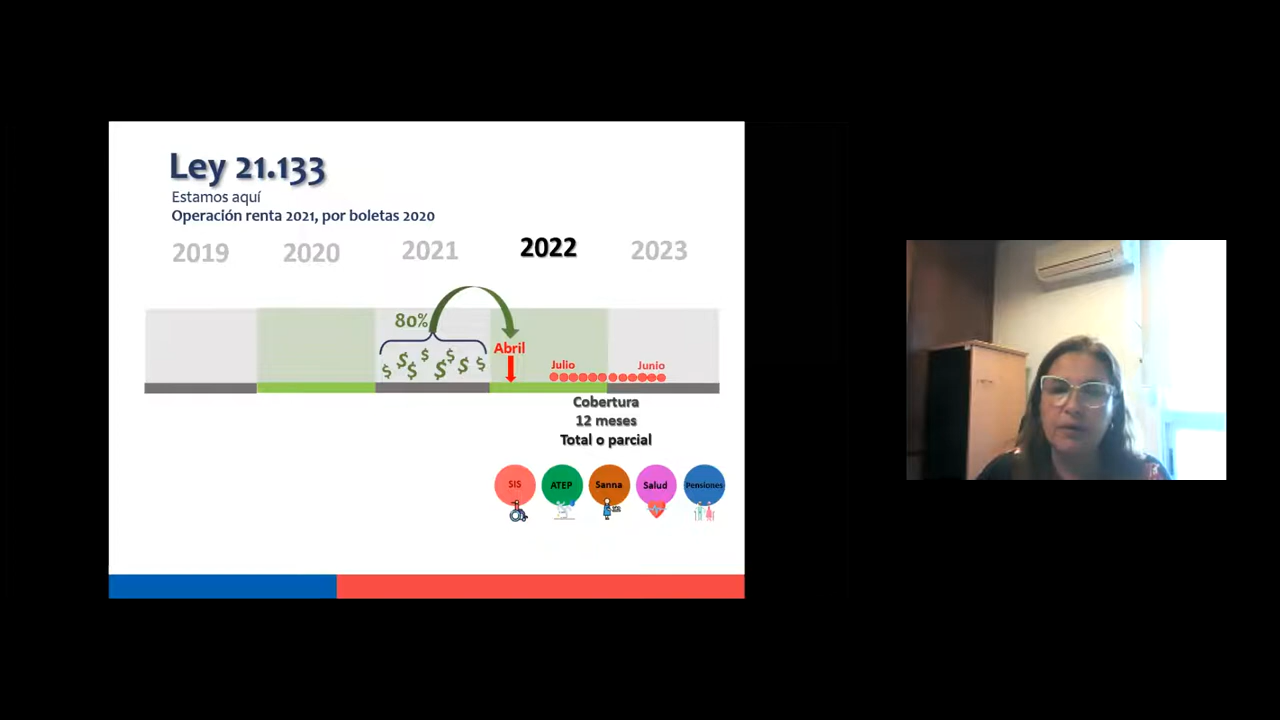 Ley 21.133
Estamos aquí
Operación renta 2021, por boletas 2020
2019 2020 2021 2022 2023
80%
$ $ $ $ $ $ $ $
Abril
Julio Junio
Cobertura
12 meses
Total o parcial
SIS ATEP Sanna Salud Pensiones